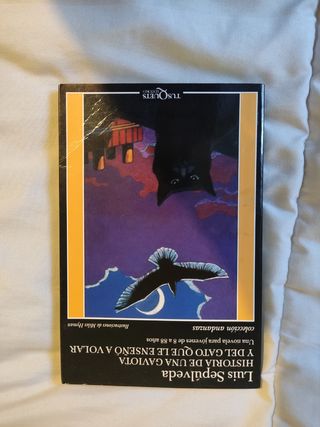 Luis Sepúlveda
HISTORIA DE UNA GAVIOTA
Y DEL GATO QUE LE ENSEÑO A VOLAR
Una novela para jóvenes de 8 a 88 años
colección andanzas
Ilustraciones de Miles Hyman
TUSQUETS